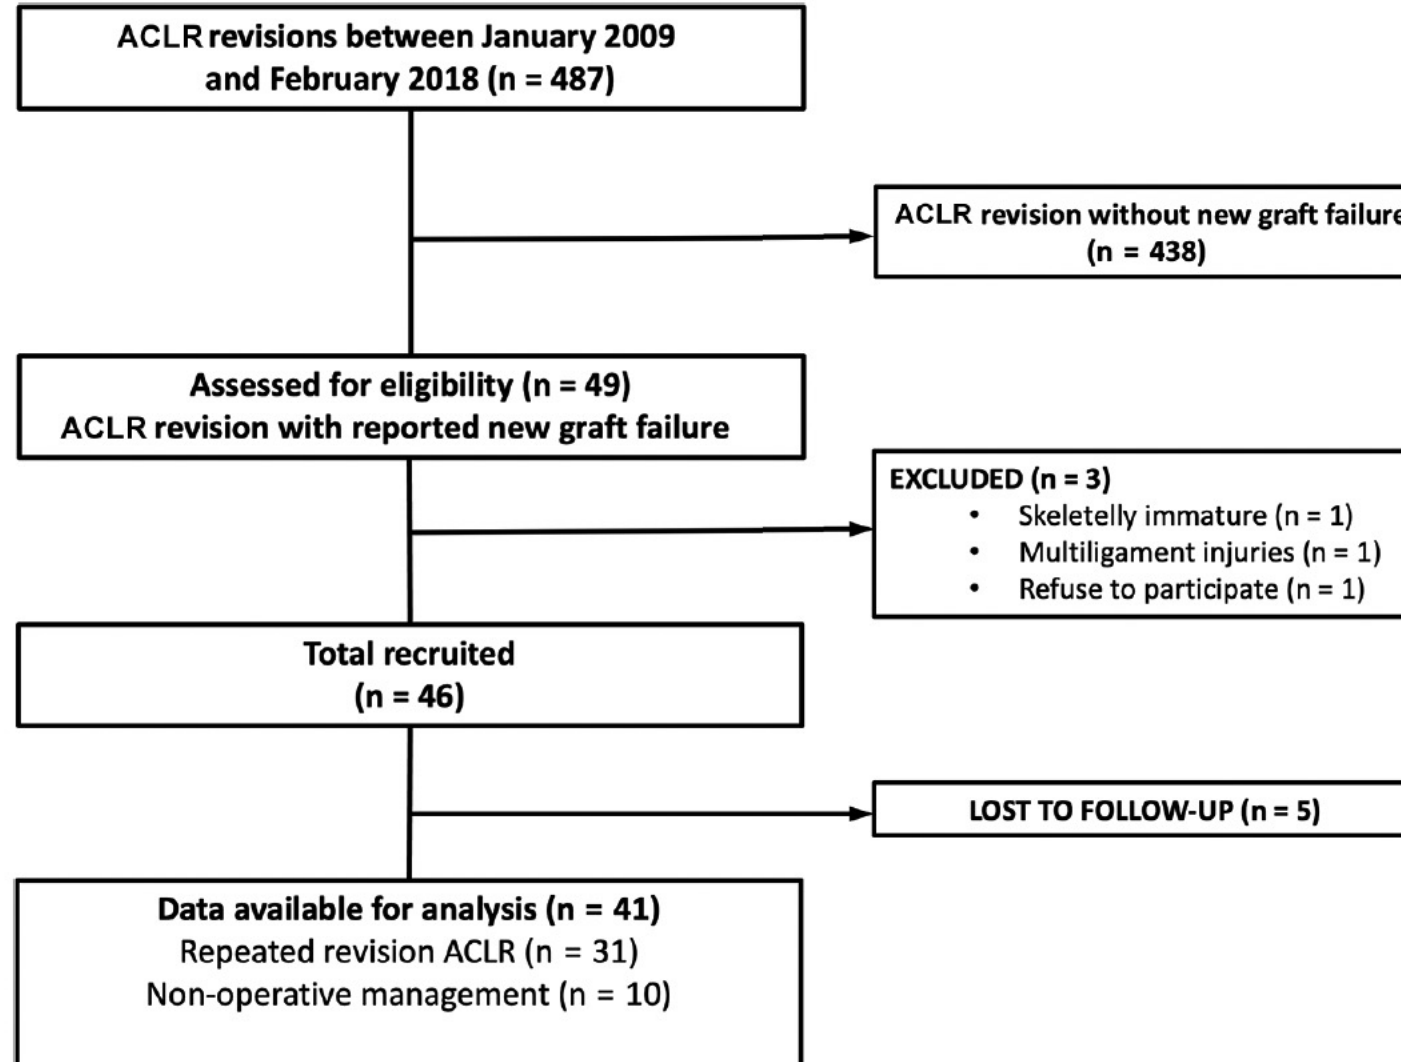 ACLR revisions between January 2009
and February 2018 (n = 487)
ACLR revision without new graft failure
(n = 438)
Assessed for eligibility (n = 49)
ACLR revision with reported new graft failure
EXCLUDED (n = 3)
• Skeletelly immature (n = 1)
• Multiligament injuries (n = 1)
• Refuse to participate (n = 1)
Total recruited
(n = 46)
LOST TO FOLLOW-UP (n = 5)
Data available for analysis (n = 41)
Repeated revision ACLR (n = 31)
Non-operative management (n = 10)